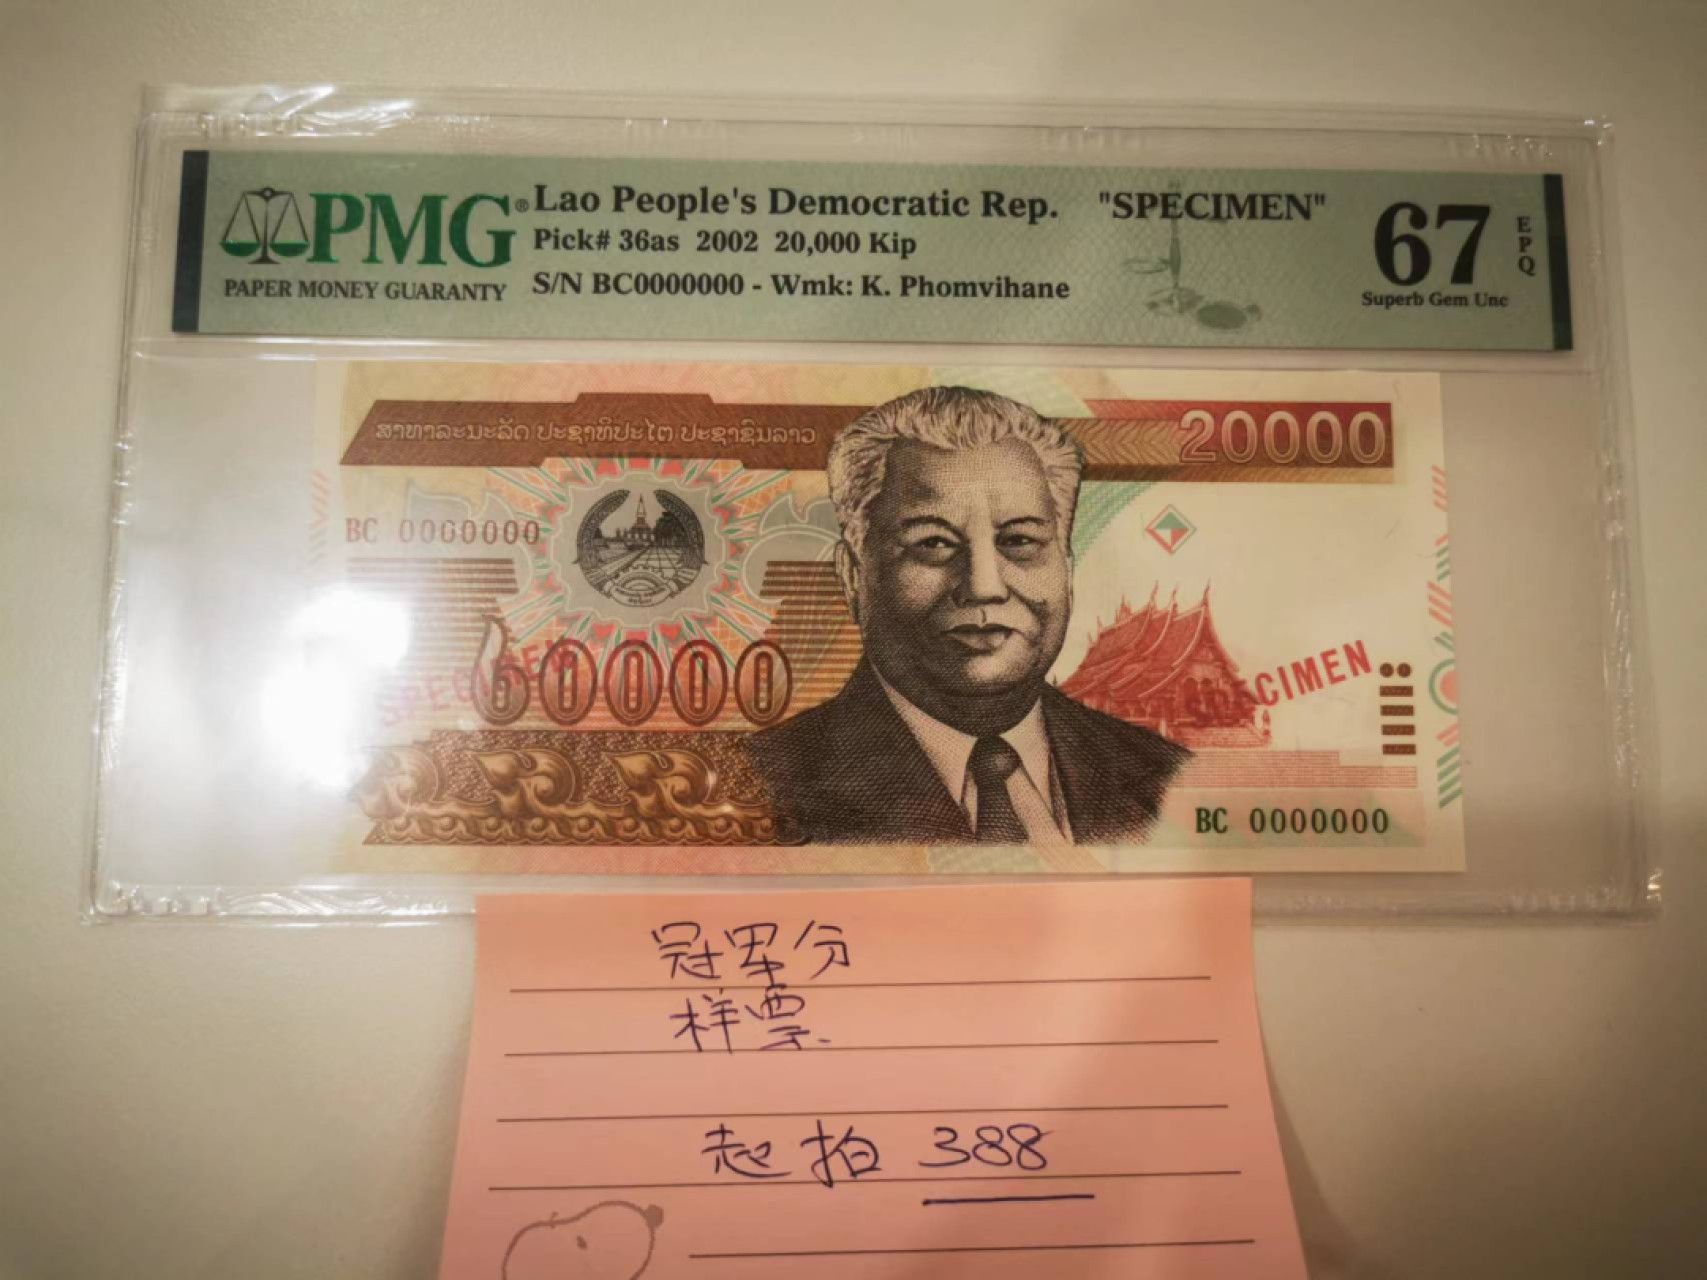 PMG® Lao People's Democratic Rep. "SPECIMEN" 67 EPQ
Pick# 36as 2002 20,000 Kip
PAPER MONEY GUARANTY S/N BC0000000 - Wmk: K. Phomvihane Superb Gem Unc
ສາທາລະນະລັດ ປະຊາທິປະໄຕ ປະຊາຊົນລາວ 20000
BC 0000000
SPECIMEN 20000 SPECIMEN
BC 0000000
冠军分
样票.
起拍 388